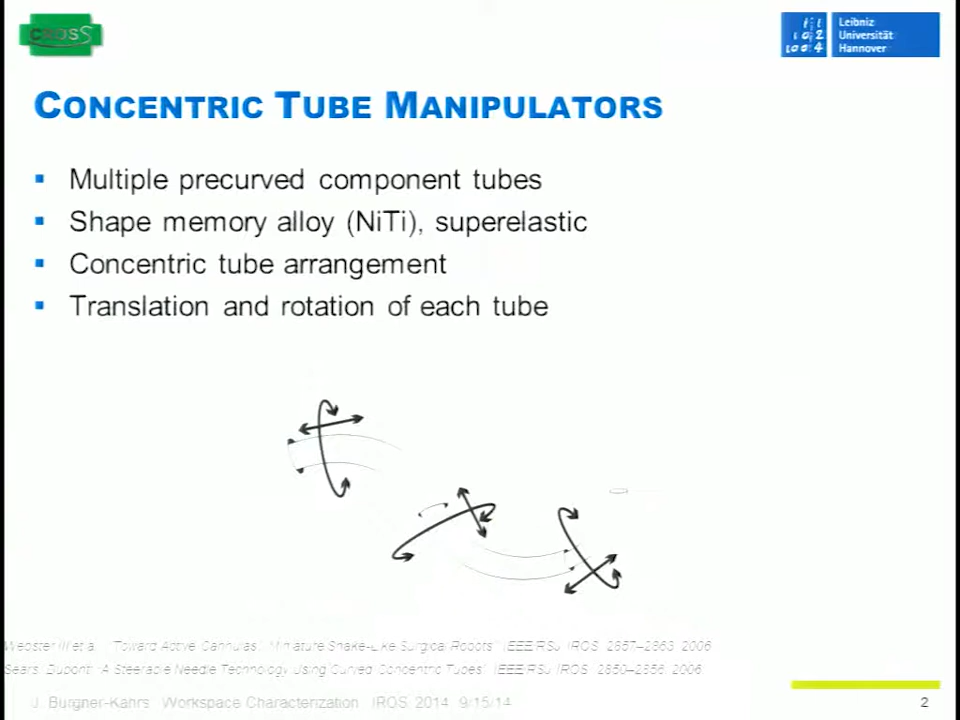 CROSS
Leibniz
Universität
Hannover
CONCENTRIC TUBE MANIPULATORS
Multiple precurved component tubes
Shape memory alloy (NiTi), superelastic
Concentric tube arrangement
Translation and rotation of each tube
Webster III et al. "Toward Active Cannulas: Miniature Snake-Like Surgical Robots" IEEE/RSJ IROS, 2857–2863, 2006
Sears, Dupont: "A Steerable Needle Technology Using Curved Concentric Tubes" IEEE/RSJ IROS, 2850–2856, 2006
J. Burgner-Kahrs Workspace Characterization IROS 2014 9/15/14
2